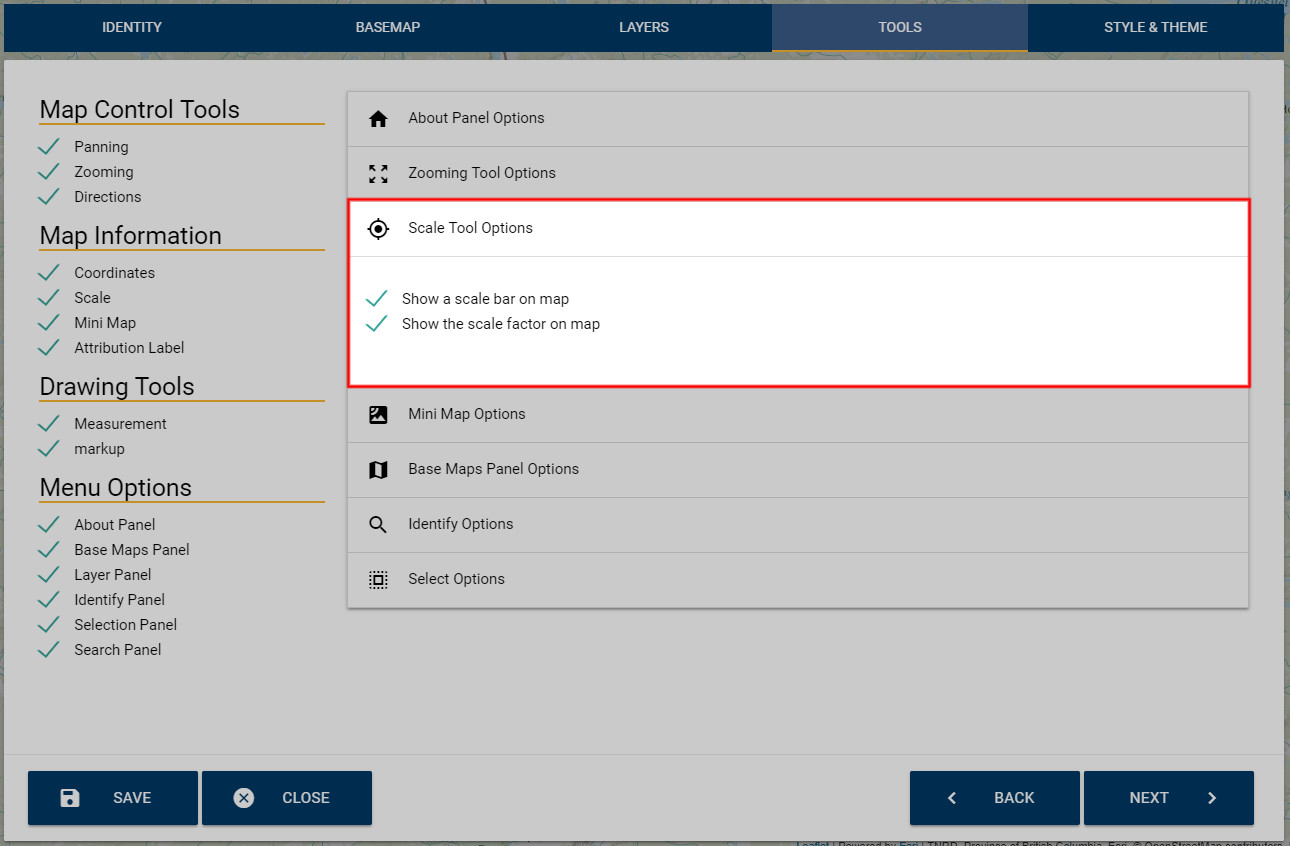 IDENTITY BASEMAP LAYERS TOOLS STYLE & THEME
Map Control Tools
Panning
Zooming
Directions
Map Information
Coordinates
Scale
Mini Map
Attribution Label
Drawing Tools
Measurement
markup
Menu Options
About Panel
Base Maps Panel
Layer Panel
Identify Panel
Selection Panel
Search Panel
About Panel Options
Zooming Tool Options
Scale Tool Options
Show a scale bar on map
Show the scale factor on map
Mini Map Options
Base Maps Panel Options
Identify Options
Select Options
SAVE CLOSE BACK NEXT
Leaflet | Powered by Esri | TNRD, Province of British Columbia, Esri, © OpenStreetMap contributors